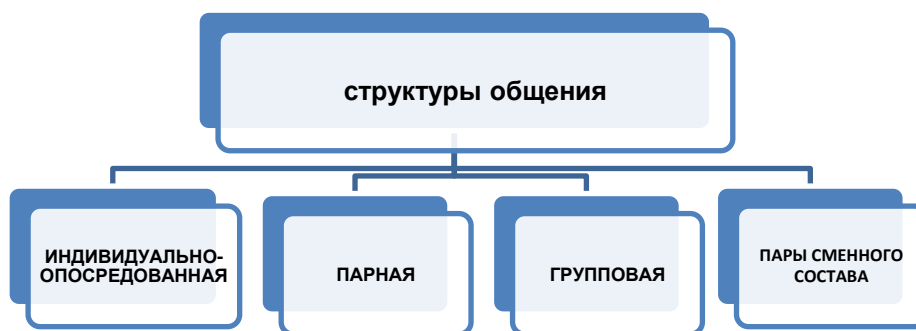 структуры общения
ИНДИВИДУАЛЬНО-
ОПОСРЕДОВАННАЯ
ПАРНАЯ
ГРУППОВАЯ
ПАРЫ СМЕННОГО
СОСТАВА